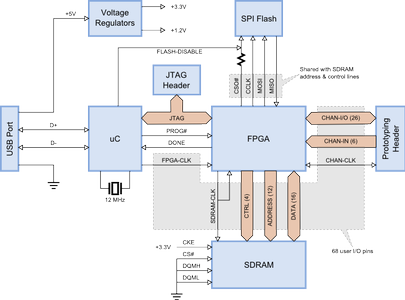 +5V
Voltage
Regulators
+3.3V
+1.2V
SPI Flash
FLASH-DISABLE
Shared with SDRAM
address & control lines
CSO#
CCLK
MOSI
MISO
JTAG
Header
USB Port
D+
D-
uC
12 MHz
JTAG
PROG#
DONE
FPGA-CLK
FPGA
CHAN-I/O (26)
CHAN-IN (6)
CHAN-CLK
Prototyping
Header
SDRAM-CLK
CTRL (4)
ADDRESS (12)
DATA (16)
68 user I/O pins
+3.3V
CKE
CS#
DQMH
DQML
SDRAM